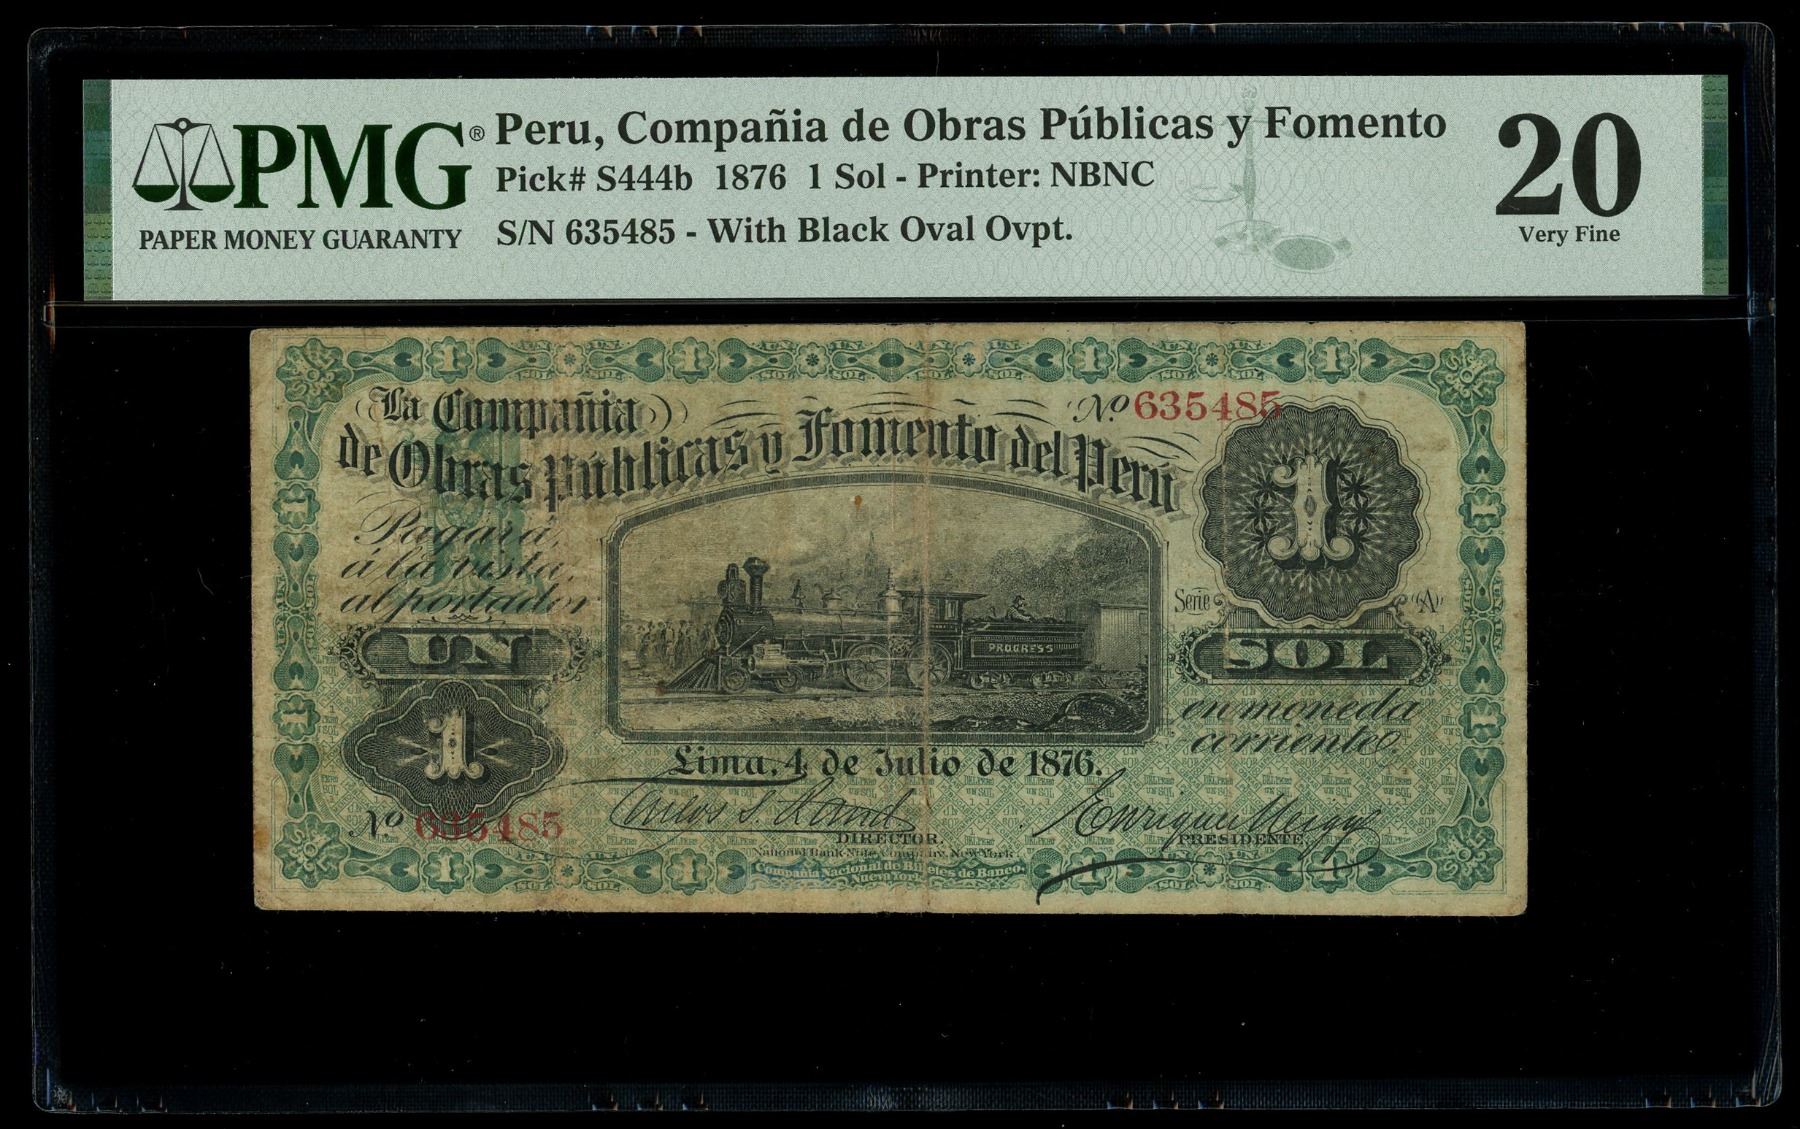 PMG®
PAPER MONEY GUARANTY
Peru, Compañia de Obras Públicas y Fomento
Pick# S444b 1876 1 Sol - Printer: NBNC
S/N 635485 - With Black Oval Ovpt.
20
Very Fine
La Compañia
de Obras Públicas y Fomento del Perú
No 635485
1
Pagará,
á la vista,
al portador
UN
Serie "A"
SOL
PROGRESS
1
en moneda
corriente
Lima, 4 de Julio de 1876.
No 635485
DIRECTOR.
PRESIDENTE
National Bank Note Company, New York
Compañia Nacional de Billetes de Banco.
Nueva York